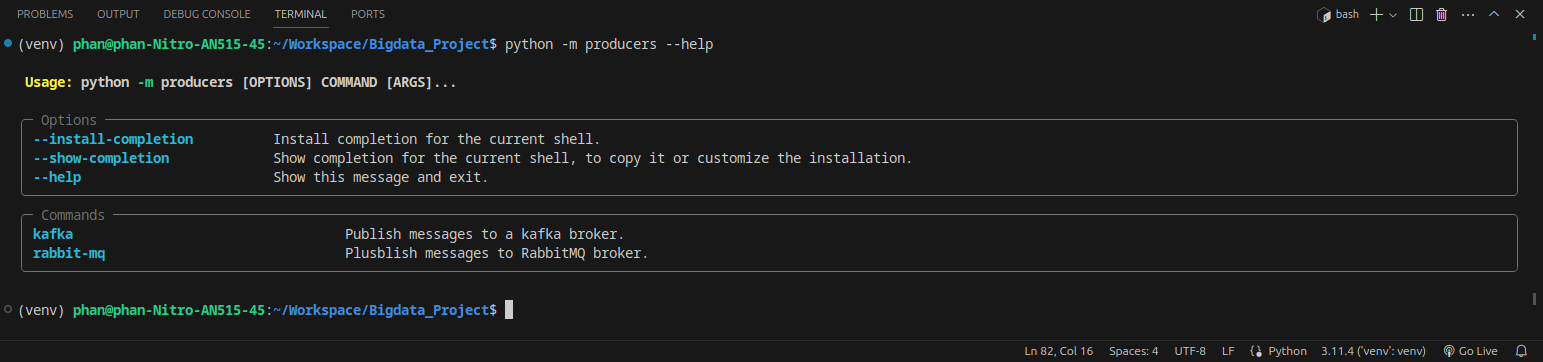 PROBLEMS OUTPUT DEBUG CONSOLE TERMINAL PORTS bash
(venv) phan@phan-Nitro-AN515-45:~/Workspace/Bigdata_Project$ python -m producers --help
Usage: python -m producers [OPTIONS] COMMAND [ARGS]...
Options
--install-completion Install completion for the current shell.
--show-completion Show completion for the current shell, to copy it or customize the installation.
--help Show this message and exit.
Commands
kafka Publish messages to a kafka broker.
rabbit-mq Plusblish messages to RabbitMQ broker.
(venv) phan@phan-Nitro-AN515-45:~/Workspace/Bigdata_Project$
Ln 82, Col 16 Spaces: 4 UTF-8 LF Python 3.11.4 ('venv': venv) Go Live